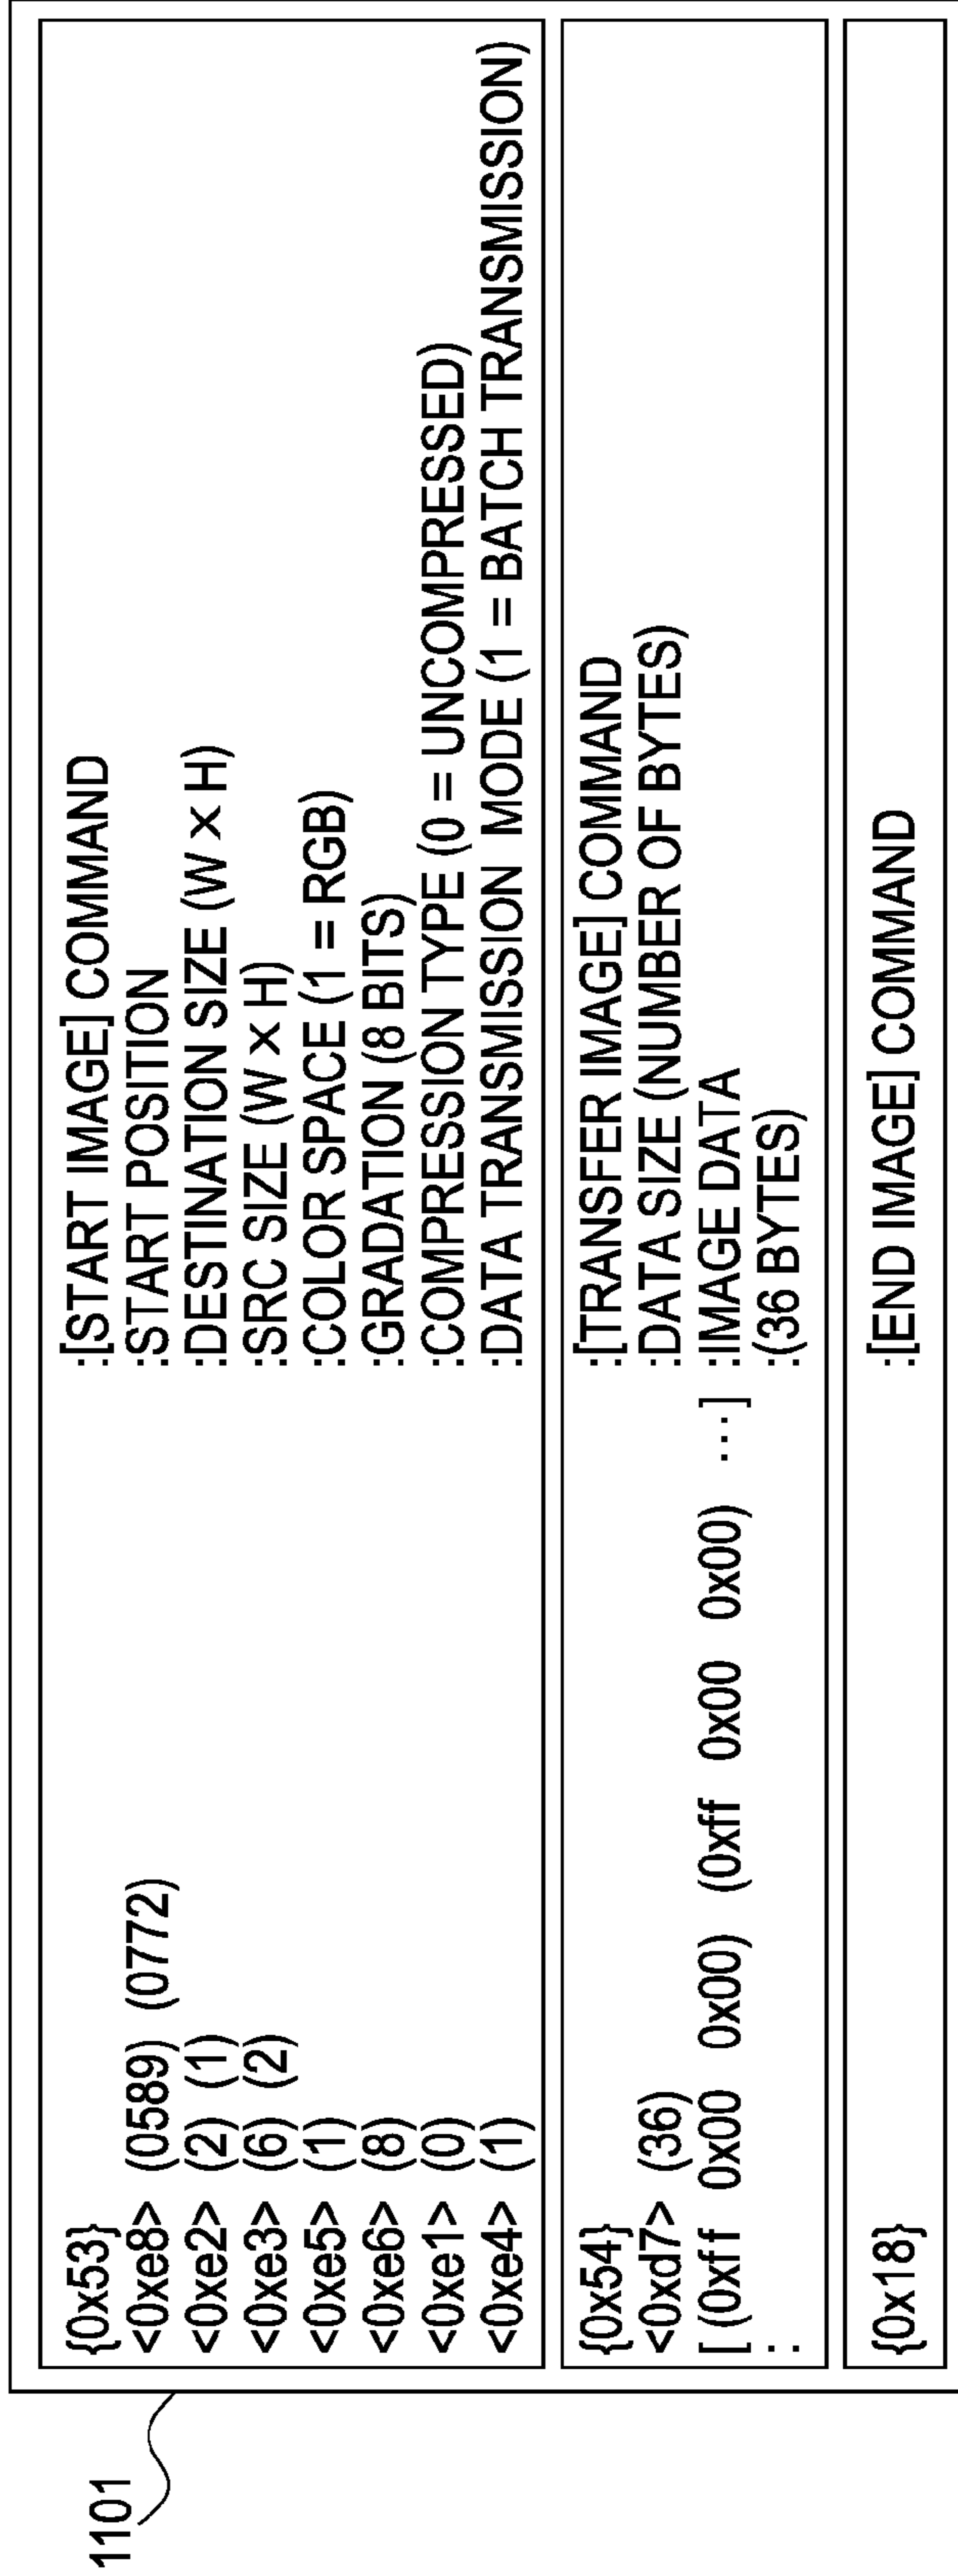 1101
{0x53} :[START IMAGE] COMMAND
<0xe8> (0589) (0772) :START POSITION
<0xe2> (2) (1) :DESTINATION SIZE (W × H)
<0xe3> (6) (2) :SRC SIZE (W × H)
<0xe5> (1) :COLOR SPACE (1 = RGB)
<0xe6> (8) :GRADATION (8 BITS)
<0xe1> (0) :COMPRESSION TYPE (0 = UNCOMPRESSED)
<0xe4> (1) :DATA TRANSMISSION MODE (1 = BATCH TRANSMISSION)
{0x54} :[TRANSFER IMAGE] COMMAND
<0xd7> (36) :DATA SIZE (NUMBER OF BYTES)
[ (0xff 0x00 0x00) (0xff 0x00 0x00) ⋯] :IMAGE DATA
: :(36 BYTES)
{0x18} :[END IMAGE] COMMAND